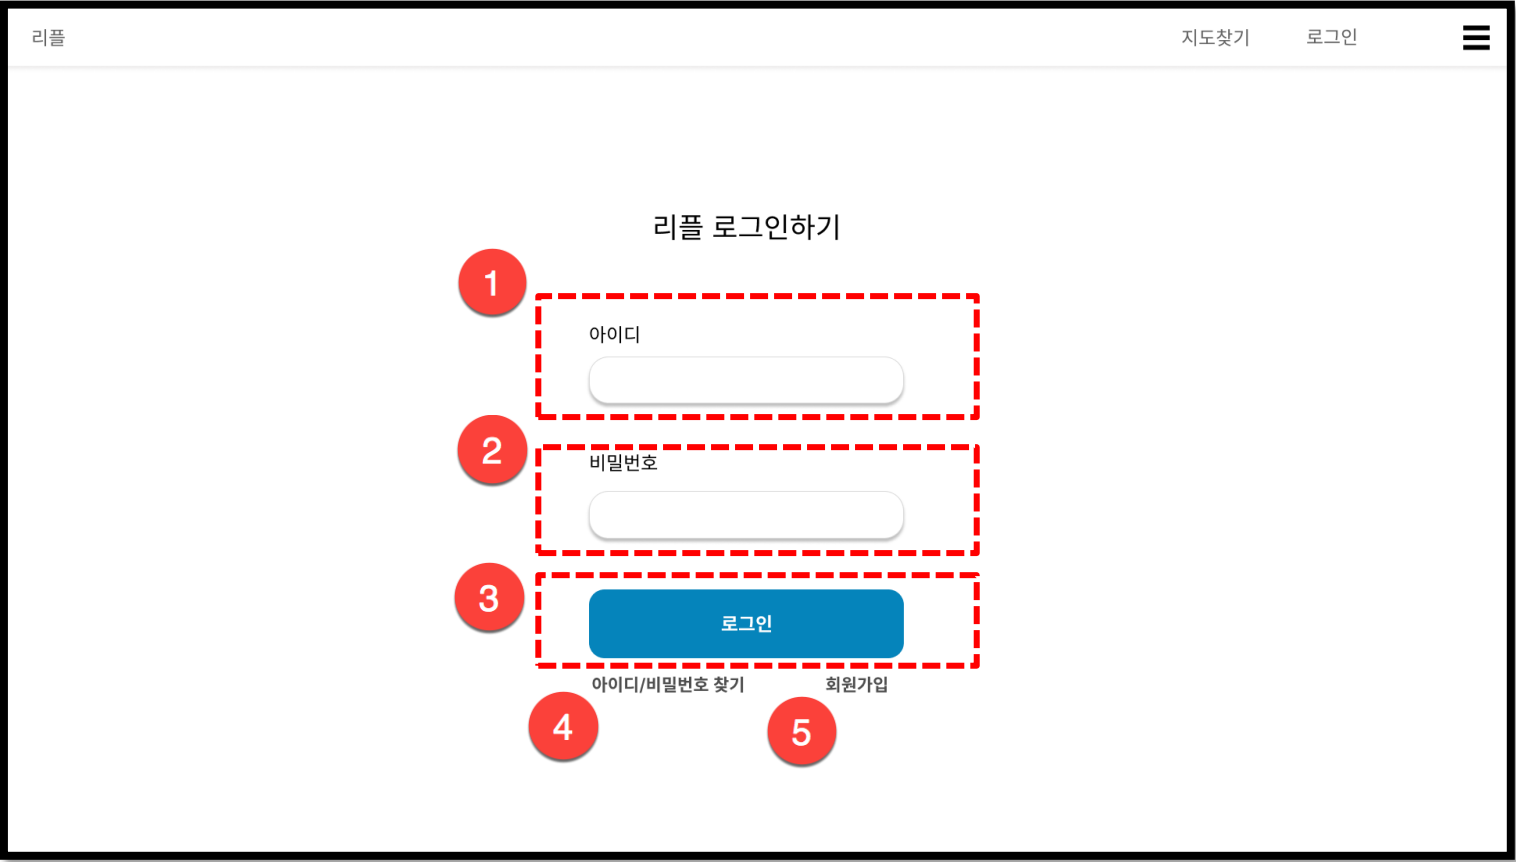 리플
지도찾기
로그인
리플 로그인하기
1
아이디
2
비밀번호
3
로그인
아이디/비밀번호 찾기
회원가입
4
5